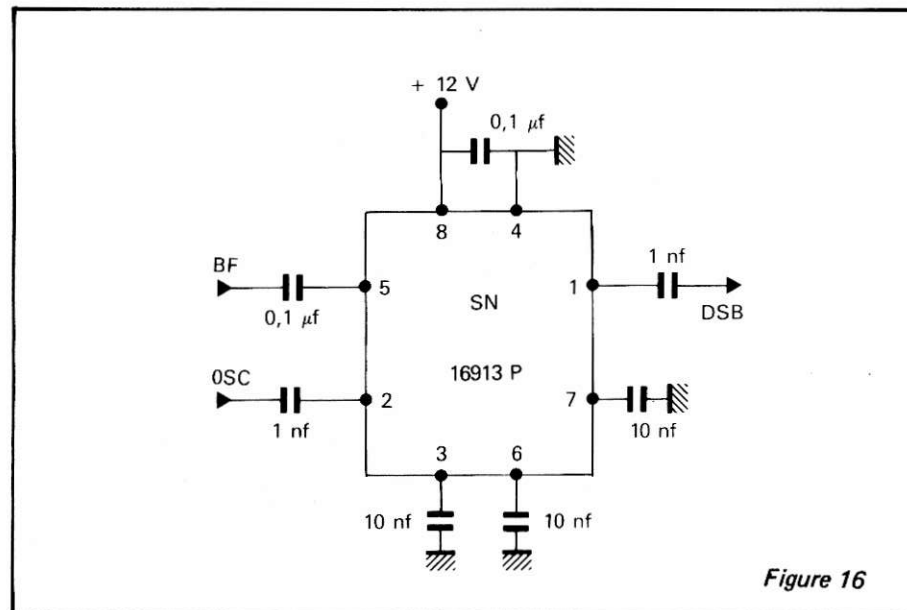 + 12 V
0,1 µf
8
4
BF
0,1 µf
5
SN
1
1 nf
DSB
0SC
1 nf
2
16913 P
7
10 nf
3
6
10 nf
10 nf
Figure 16